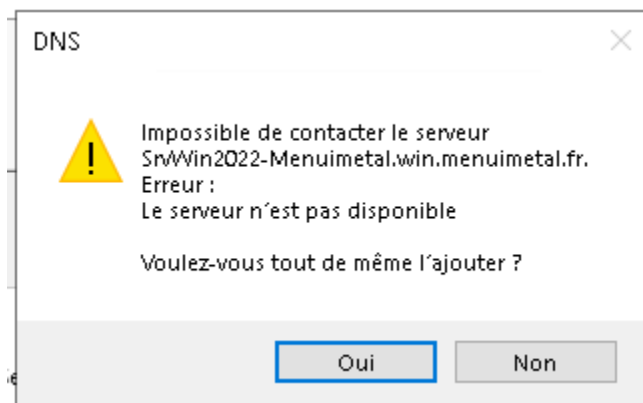 DNS
Impossible de contacter le serveur
SrvWin2022-Menuimetal.win.menuimetal.fr.
Erreur :
Le serveur n´est pas disponible
Voulez-vous tout de même l´ajouter ?
Oui
Non